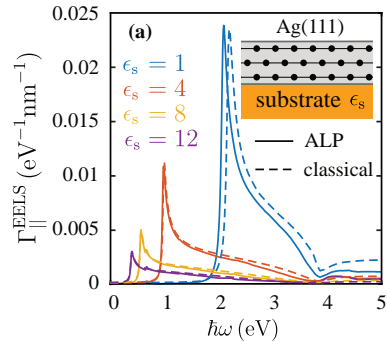 (a)
Ag(111)
substrate ϵs
ϵs = 1
ϵs = 4
ϵs = 8
ϵs = 12
ALP
classical
0.025
0.02
0.015
0.01
0.005
0
0 1 2 3 4 5
Γ∥^EELS (eV⁻¹nm⁻¹)
ħω (eV)